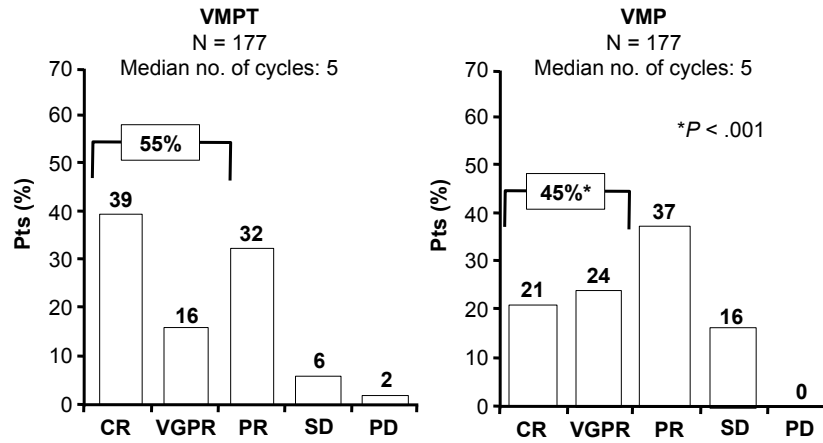 VMPT
N = 177
Median no. of cycles: 5
Pts (%)
70
60
50
40
30
20
10
0
55%
39
16
32
6
2
CR VGPR PR SD PD
VMP
N = 177
Median no. of cycles: 5
*P < .001
Pts (%)
70
60
50
40
30
20
10
0
45%*
21
24
37
16
0
CR VGPR PR SD PD